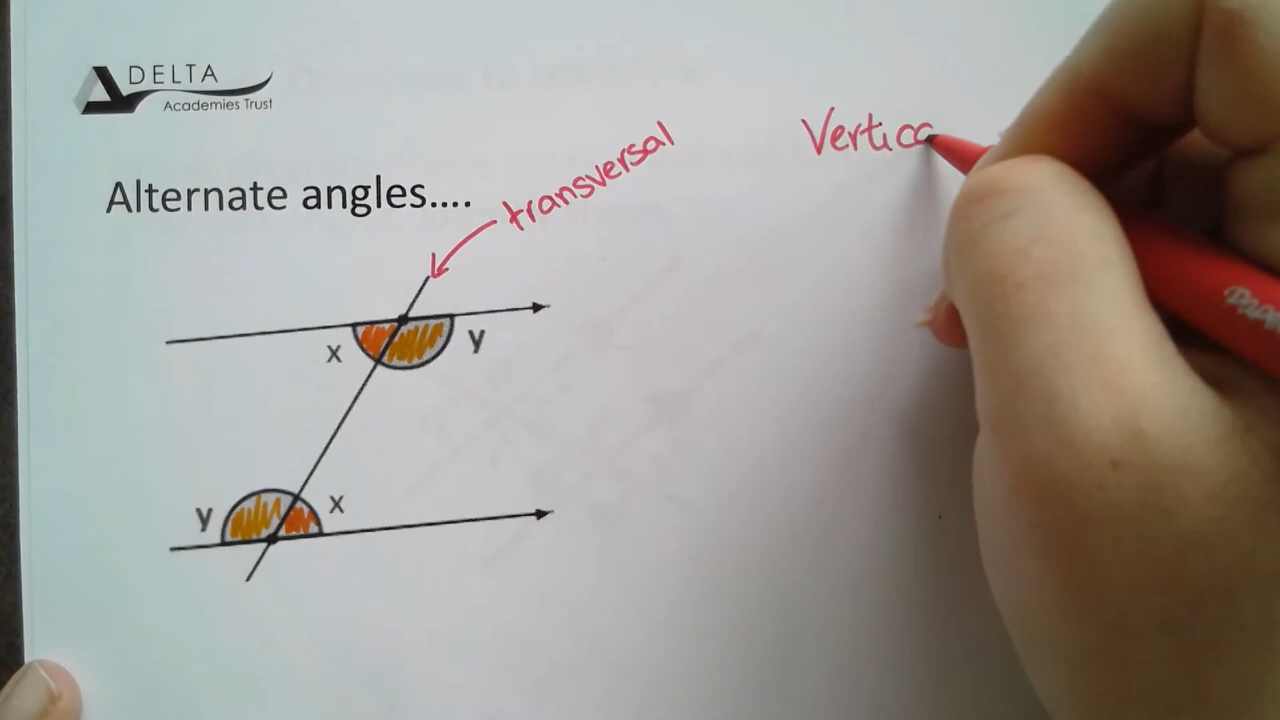 DELTA
Academies Trust
Vertica
transversal
Alternate angles....
x
y
y
x